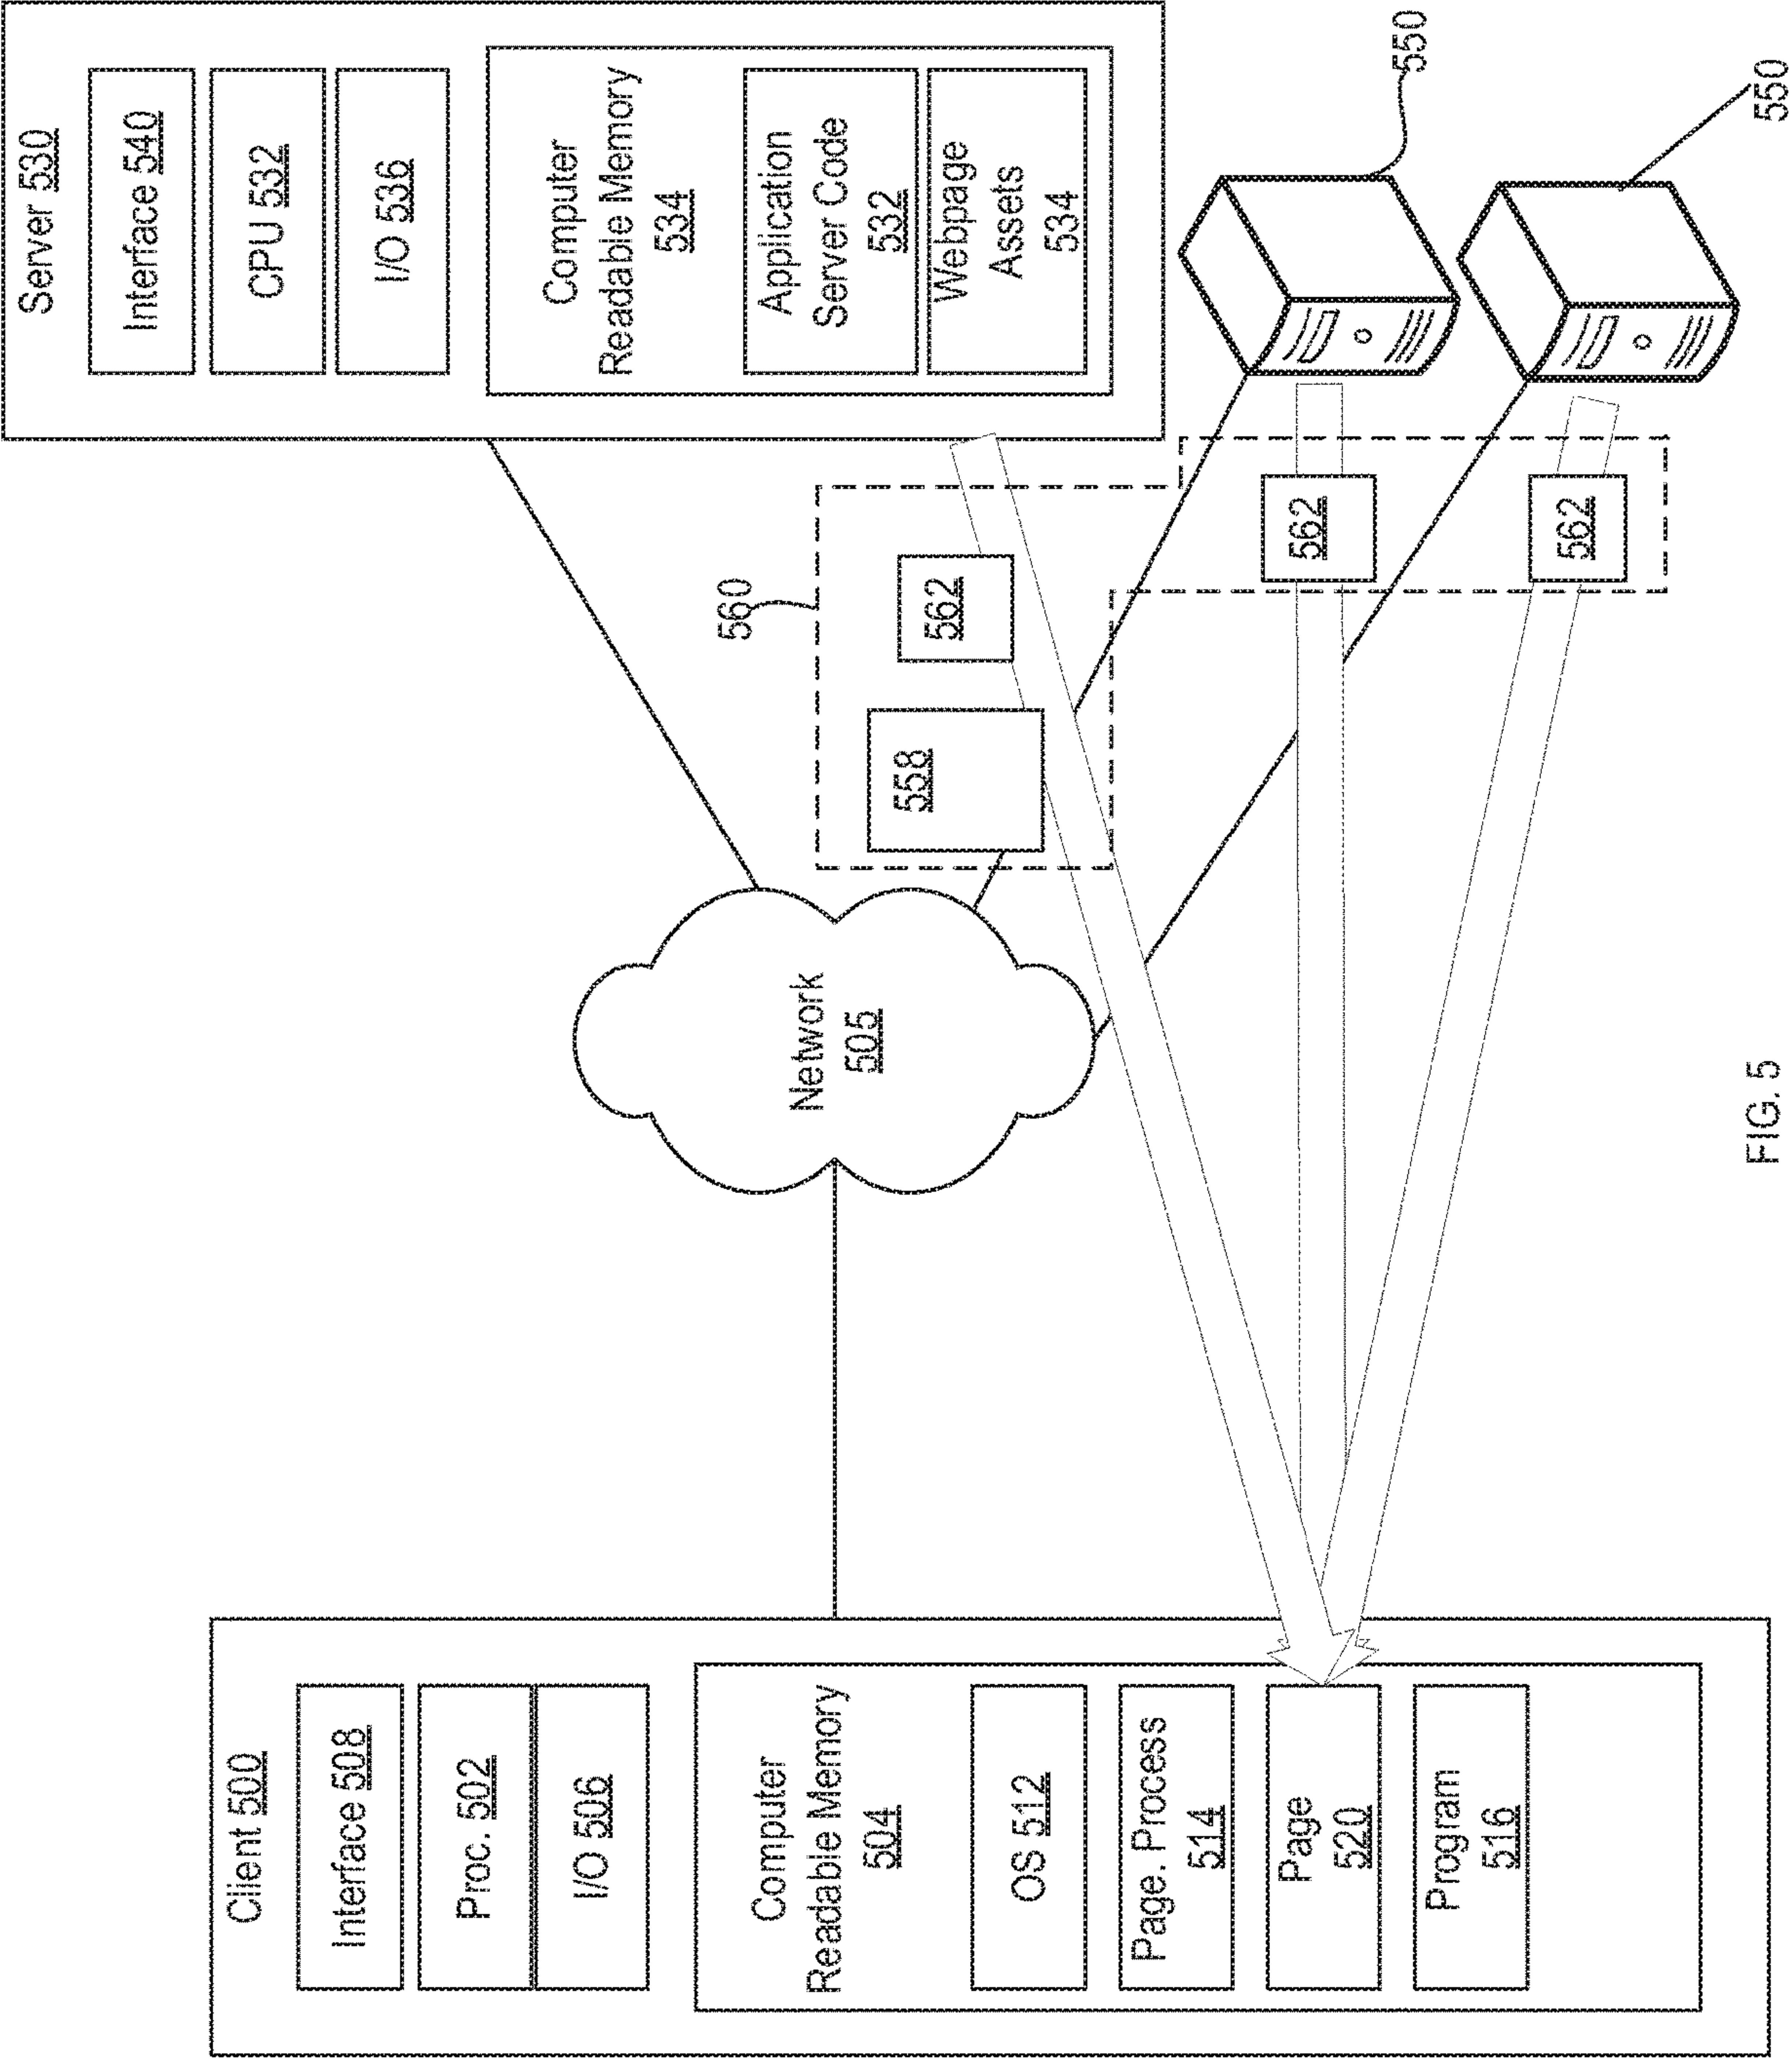 Client 500
Interface 508
Proc. 502
I/O 506
Computer
Readable Memory
504
OS 512
Page. Process
514
Page
520
Program
516
Network
505
Server 530
Interface 540
CPU 532
I/O 536
Computer
Readable Memory
534
Application
Server Code
532
Webpage
Assets
534
560
558
562
562
562
550
550
FIG. 5